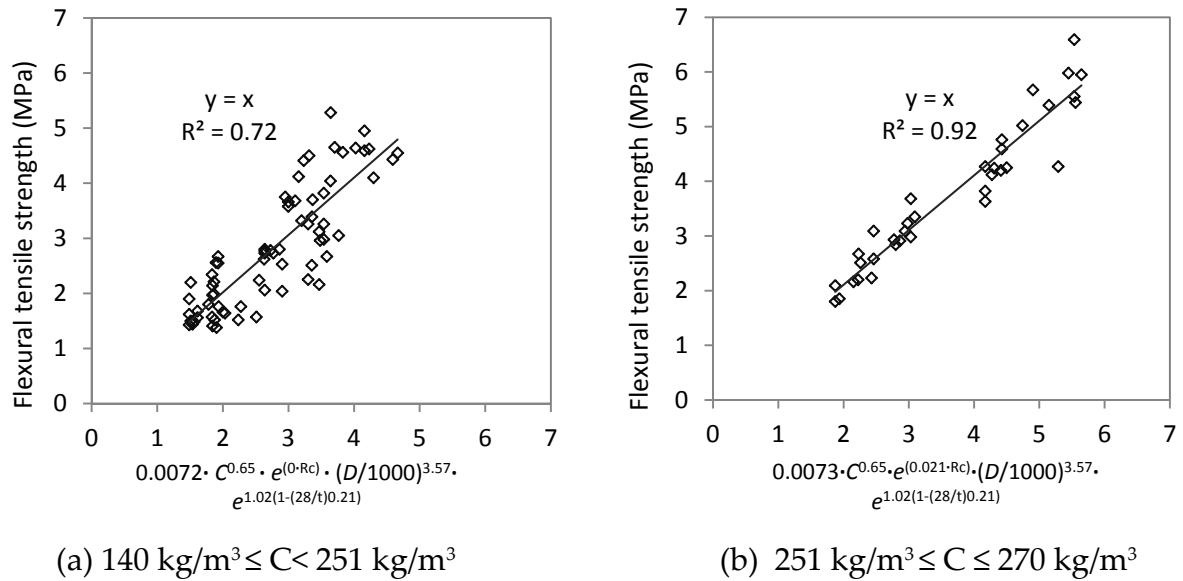 7
6
5
4
3
2
1
0
Flexural tensile strength (MPa)
y = x
R² = 0.72
0 1 2 3 4 5 6 7
0.0072· C^0.65 · e^(0·Rc) · (D/1000)^3.57·
e^1.02(1-(28/t)0.21)
(a) 140 kg/m³ ≤ C< 251 kg/m³
7
6
5
4
3
2
1
0
Flexural tensile strength (MPa)
y = x
R² = 0.92
0 1 2 3 4 5 6 7
0.0073·C^0.65·e^(0.021·Rc)·(D/1000)^3.57·
e^1.02(1-(28/t)0.21)
(b) 251 kg/m³ ≤ C ≤ 270 kg/m³